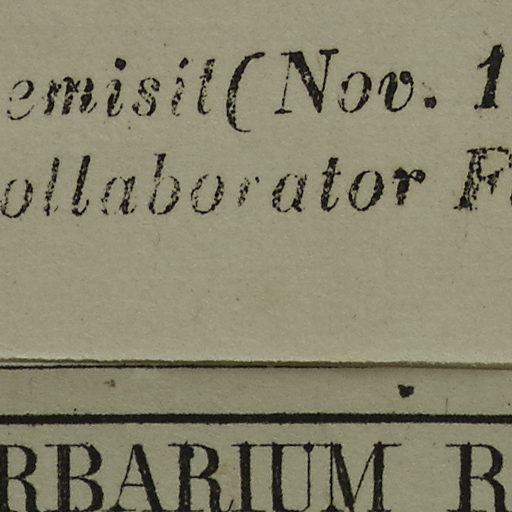 emisit (Nov. 1
ollaborator F
RBARIUM R